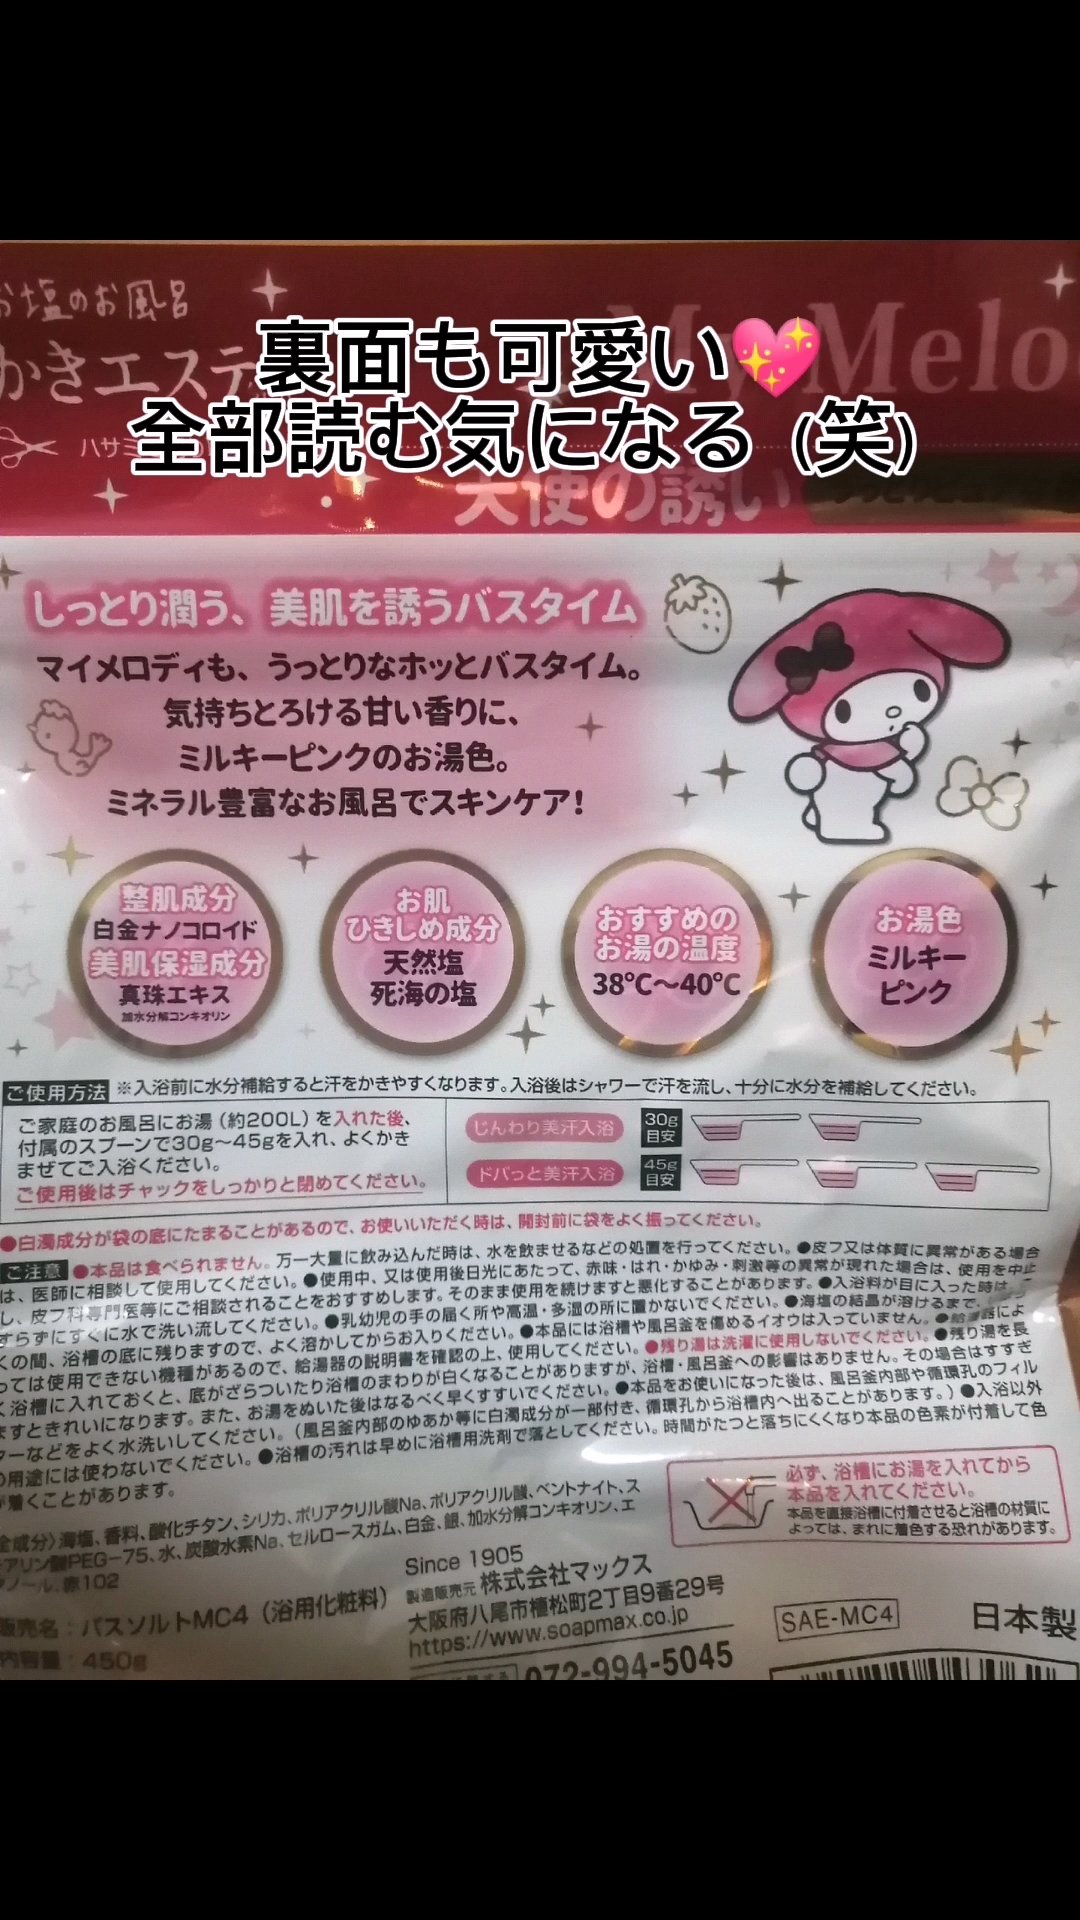 お塩のお風呂
かきエステ
My Melo
ハサミ
裏面も可愛い💖
全部読む気になる（笑）
天使の誘い
しっとり潤う、美肌を誘うバスタイム
マイメロディも、うっとりなホッとバスタイム。
気持ちとろける甘い香りに、
ミルキーピンクのお湯色。
ミネラル豊富なお風呂でスキンケア！
整肌成分
白金ナノコロイド
美肌保湿成分
真珠エキス
加水分解コンキオリン
お肌
ひきしめ成分
天然塩
死海の塩
おすすめの
お湯の温度
38℃～40℃
お湯色
ミルキー
ピンク
ご使用方法 ※入浴前に水分補給すると汗をかきやすくなります。入浴後はシャワーで汗を流し、十分に水分を補給してください。
ご家庭のお風呂にお湯（約200L）を入れた後、
付属のスプーンで30g～45gを入れ、よくかき
まぜてご入浴ください。
ご使用後はチャックをしっかりと閉めてください。
じんわり美汗入浴
30g
目安
ドバっと美汗入浴
45g
目安
●白濁成分が袋の底にたまることがあるので、お使いいただく時は、開封前に袋をよく振ってください。
ご注意 ●本品は食べられません。万一大量に飲み込んだ時は、水を飲ませるなどの処置を行ってください。●皮フ又は体質に異常がある場合
は、医師に相談して使用してください。●使用中、又は使用後日光にあたって、赤味・はれ・かゆみ・刺激等の異常が現れた場合は、使用を中止
し、皮フ科専門医等にご相談されることをおすすめします。そのまま使用を続けますと悪化することがあります。●入浴料が目に入った時は、
すらずにすぐに水で洗い流してください。●乳幼児の手の届く所や高温・多湿の所に置かないでください。●海塩の結晶が溶けるまで、
くの間、浴槽の底に残りますので、よく溶かしてからお入りください。●本品には浴槽や風呂釜を傷めるイオウは入っていません。●給湯器によ
っては使用できない機種があるので、給湯器の説明書を確認の上、使用してください。●残り湯は洗濯に使用しないでください。●残り湯を長
く浴槽に入れておくと、底がざらついたり浴槽のまわりが白くなることがありますが、浴槽・風呂釜への影響はありません。その場合はすすぎ
ますときれいになります。また、お湯をぬいた後はなるべく早くすすいでください。●本品をお使いになった後は、風呂釜内部や循環孔のフィル
ターなどをよく水洗いしてください。（風呂釜内部のゆあか等に白濁成分が一部付き、循環孔から浴槽内へ出ることがあります。）●入浴以外
の用途には使わないでください。●浴槽の汚れは早めに浴槽用洗剤で落としてください。時間がたつと落ちにくくなり本品の色素が付着して色
が着くことがあります。
必ず、浴槽にお湯を入れてから
本品を入れてください。
本品を直接浴槽に付着させると浴槽の材質に
よっては、まれに着色する恐れがあります。
全成分〉海塩、香料、酸化チタン、シリカ、ポリアクリル酸Na、ポリアクリル酸、ベントナイト、ス
テアリン酸PEG-75、水、炭酸水素Na、セルロースガム、白金、銀、加水分解コンキオリン、エ
タノール、赤102
販売名：バスソルトMC4（浴用化粧料）
内容量：450g
Since 1905
製造販売元 株式会社マックス
大阪府八尾市植松町2丁目9番29号
https://www.soapmax.co.jp
072-994-5045
SAE-MC4
日本製